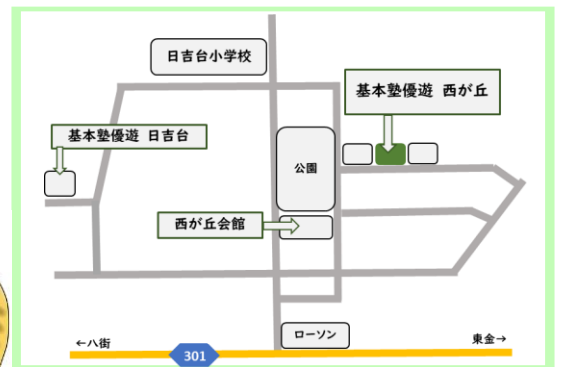 日吉台小学校
基本塾優遊 西が丘
基本塾優遊 日吉台
公園
西が丘会館
ローソン
←八街
301
東金→